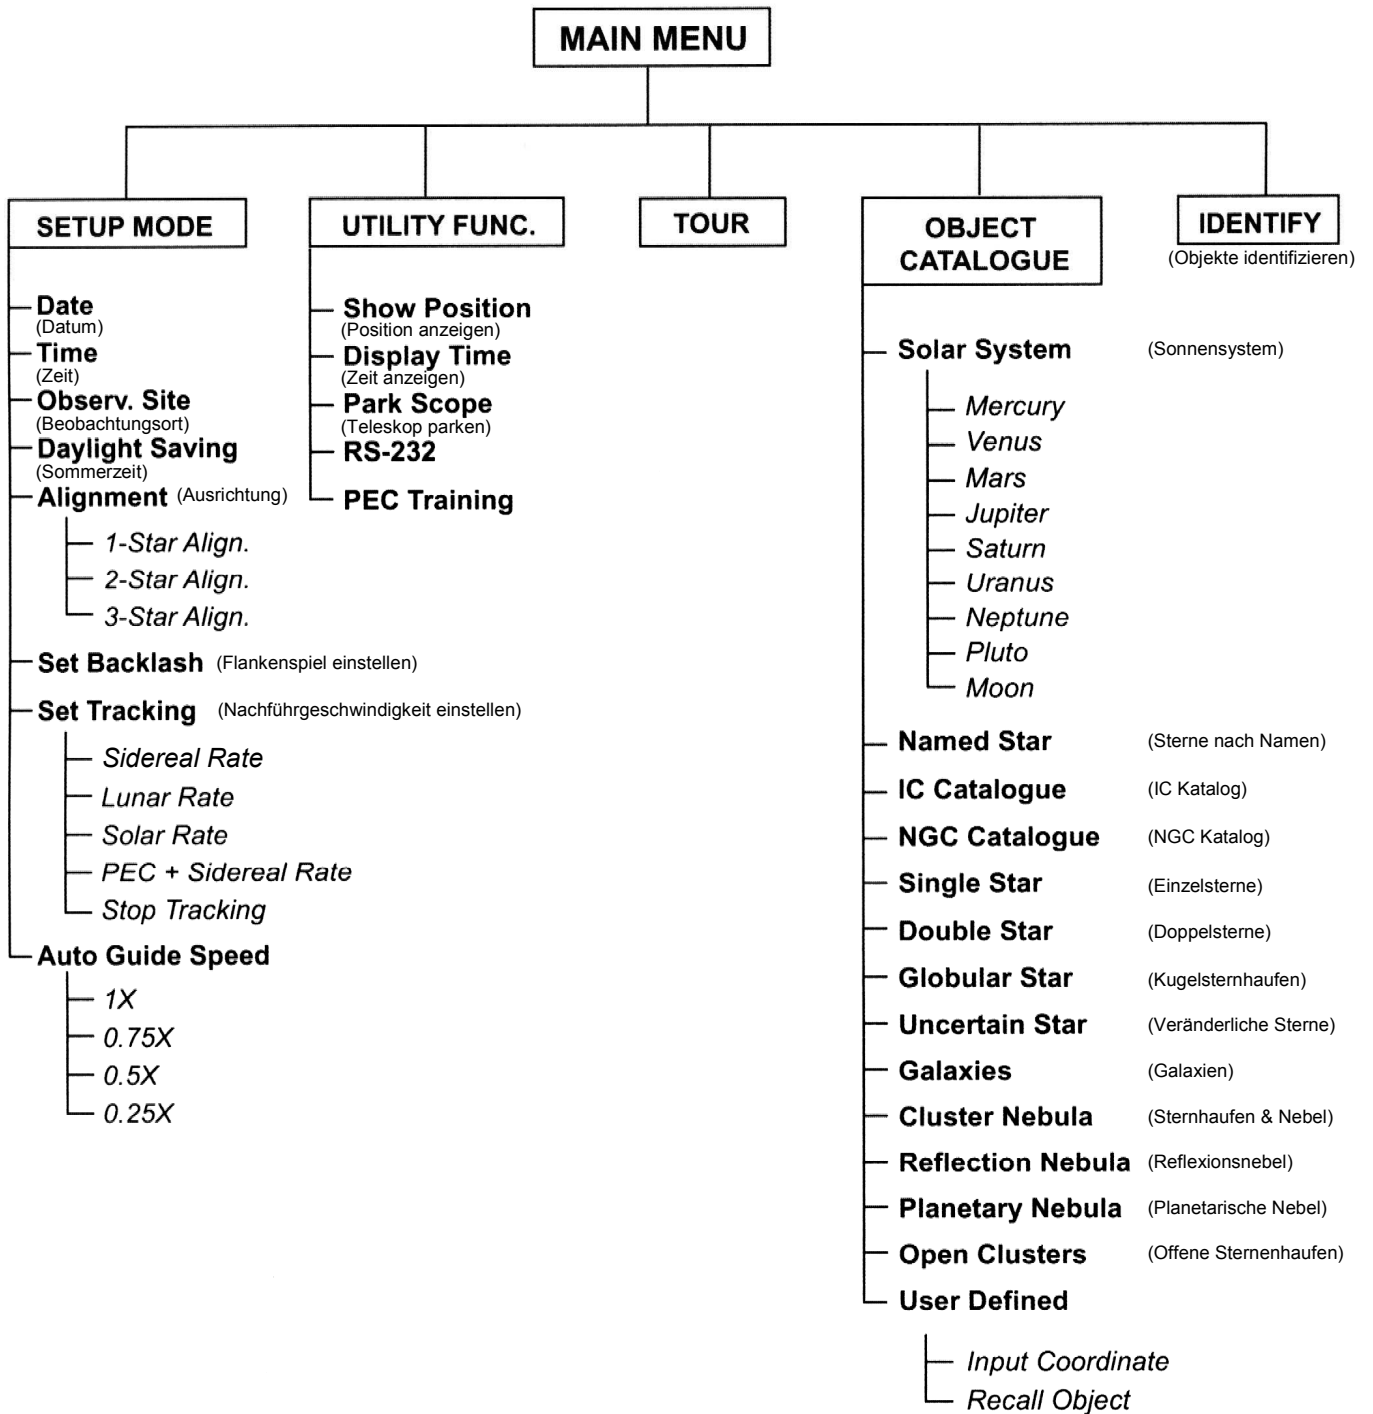 MAIN MENU
SETUP MODE
Date
(Datum)
Time
(Zeit)
Observ. Site
(Beobachtungsort)
Daylight Saving
(Sommerzeit)
Alignment (Ausrichtung)
1-Star Align.
2-Star Align.
3-Star Align.
Set Backlash (Flankenspiel einstellen)
Set Tracking (Nachführgeschwindigkeit einstellen)
Sidereal Rate
Lunar Rate
Solar Rate
PEC + Sidereal Rate
Stop Tracking
Auto Guide Speed
1X
0.75X
0.5X
0.25X
UTILITY FUNC.
Show Position
(Position anzeigen)
Display Time
(Zeit anzeigen)
Park Scope
(Teleskop parken)
RS-232
PEC Training
TOUR
OBJECT
CATALOGUE
Solar System (Sonnensystem)
Mercury
Venus
Mars
Jupiter
Saturn
Uranus
Neptune
Pluto
Moon
Named Star (Sterne nach Namen)
IC Catalogue (IC Katalog)
NGC Catalogue (NGC Katalog)
Single Star (Einzelsterne)
Double Star (Doppelsterne)
Globular Star (Kugelsternhaufen)
Uncertain Star (Veränderliche Sterne)
Galaxies (Galaxien)
Cluster Nebula (Sternhaufen & Nebel)
Reflection Nebula (Reflexionsnebel)
Planetary Nebula (Planetarische Nebel)
Open Clusters (Offene Sternenhaufen)
User Defined
Input Coordinate
Recall Object
IDENTIFY
(Objekte identifizieren)